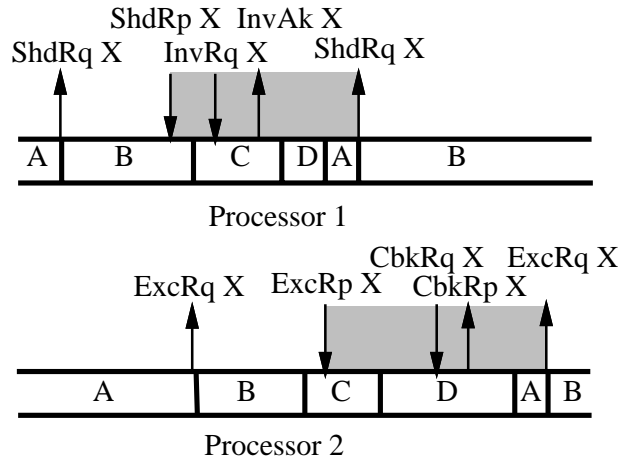 ShdRp X InvAk X
ShdRq X InvRq X ShdRq X
A B C D A B
Processor 1
CbkRq X ExcRq X
ExcRq X ExcRp X CbkRp X
A B C D A B
Processor 2